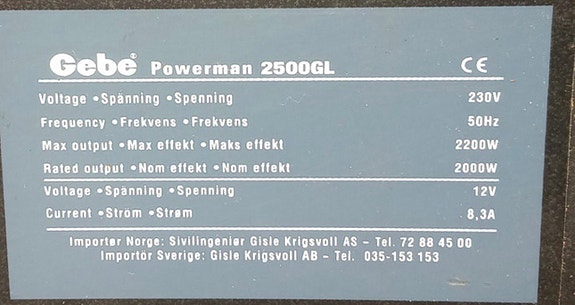 Gebe® Powerman 2500GL CE
Voltage •Spänning •Spenning 230V
Frequency •Frekvens •Frekvens 50Hz
Max output •Max effekt •Maks effekt 2200W
Rated output •Nom effekt •Nom effekt 2000W
Voltage •Spänning •Spenning 12V
Current •Ström •Strøm 8,3A
Importør Norge: Sivilingeniør Gisle Krigsvoll AS – Tel. 72 88 45 00
Importör Sverige: Gisle Krigsvoll AB – Tel. 035-153 153